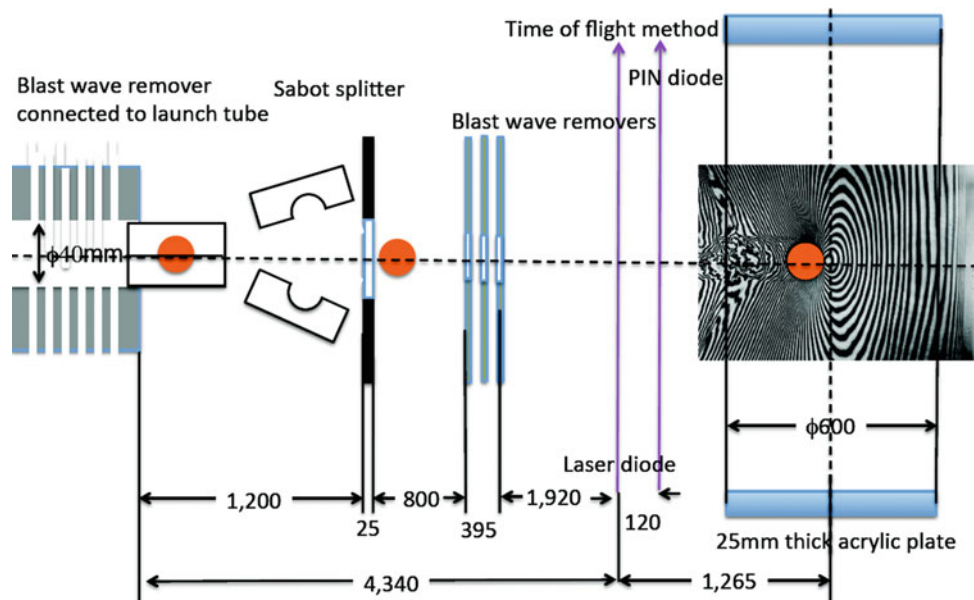 Time of flight method
PIN diode
Blast wave remover
connected to launch tube
Sabot splitter
Blast wave removers
ϕ40mm
ϕ600
Laser diode
1,200
800
1,920
25
395
120
25mm thick acrylic plate
4,340
1,265